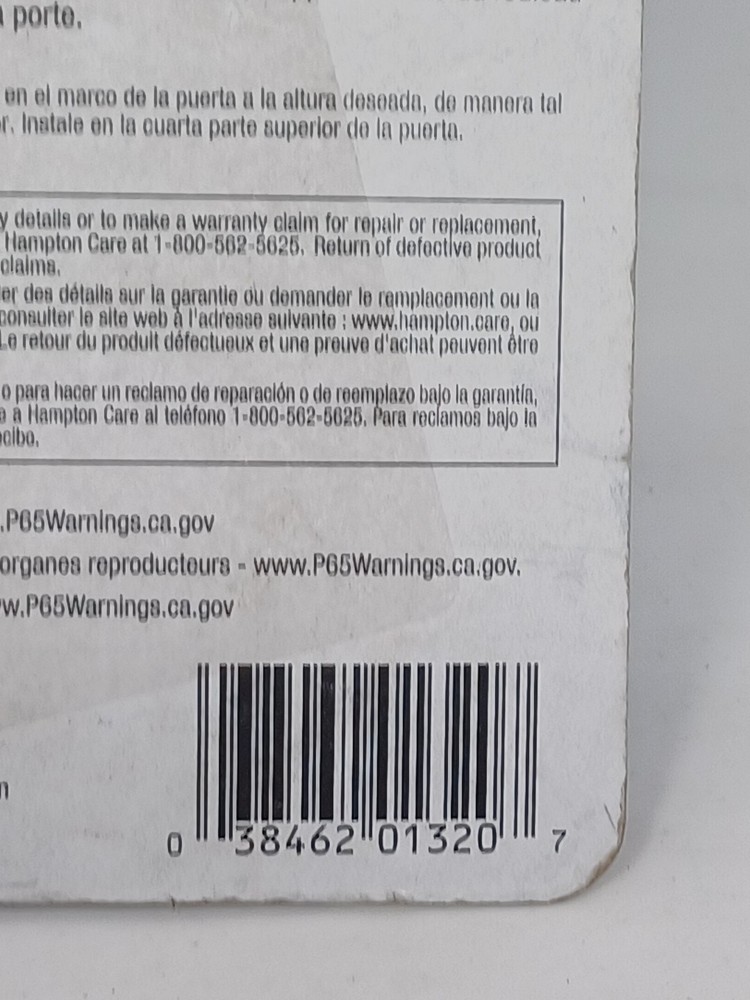 a porte.
en el marco de la puerta a la altura deseada, de manera tal
r. Instale en la cuarta parte superior de la puerta.
y details or to make a warranty claim for repair or replacement,
Hampton Care at 1-800-562-5625. Return of defective product
claims.
er des détails sur la garantie ou demander le remplacement ou la
consulter le site web à l'adresse suivante : www.hampton.care, ou
Le retour du produit défectueux et une preuve d'achat peuvent être
o para hacer un reclamo de reparación o de reemplazo bajo la garantía,
e a Hampton Care al teléfono 1-800-562-5625. Para reclamos bajo la
ecibo.
.P65Warnings.ca.gov
organes reproducteurs - www.P65Warnings.ca.gov.
w.P65Warnings.ca.gov
n
0 38462 01320 7